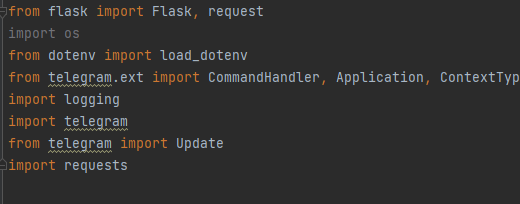 from flask import Flask, request
import os
from dotenv import load_dotenv
from telegram.ext import CommandHandler, Application, ContextTyp
import logging
import telegram
from telegram import Update
import requests